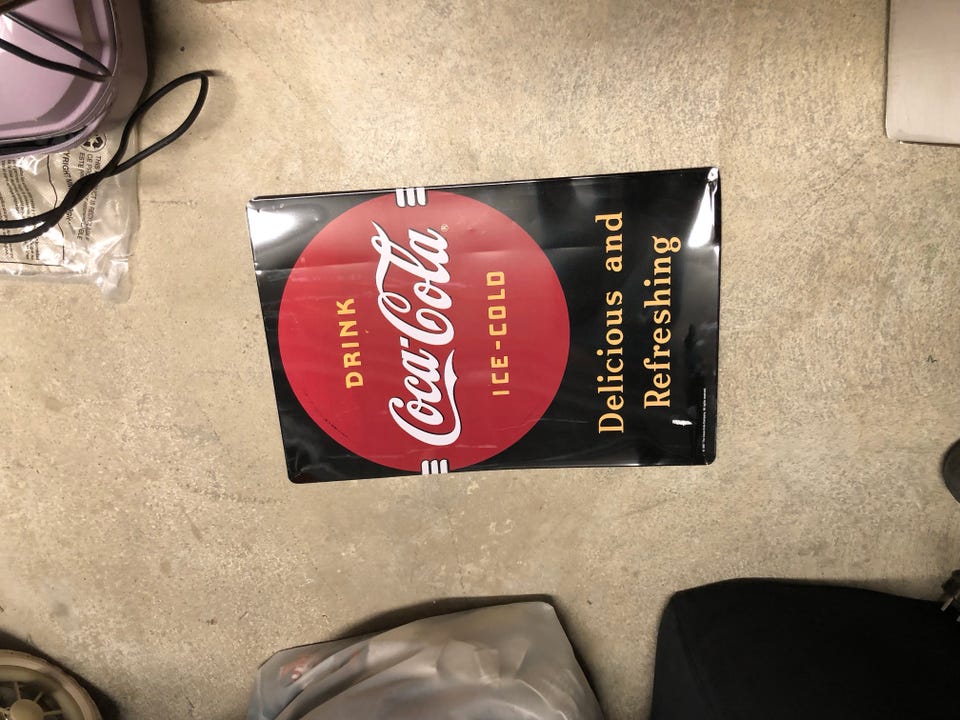 DRINK
Coca-Cola®
ICE-COLD
Delicious and
Refreshing